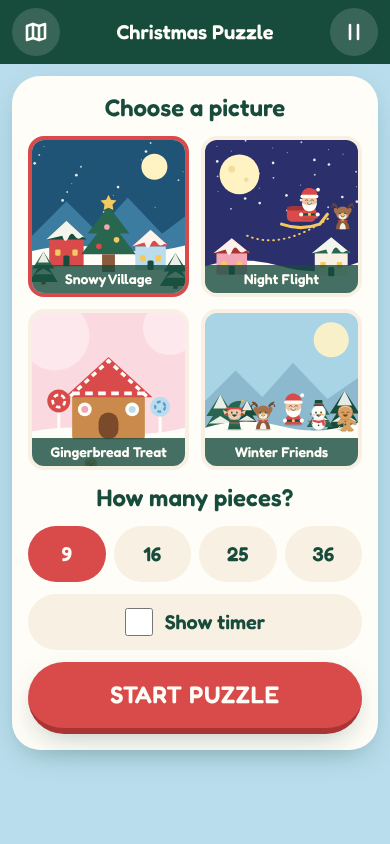 Christmas Puzzle
Choose a picture
Snowy Village
Night Flight
Gingerbread Treat
Winter Friends
How many pieces?
9 16 25 36
Show timer
START PUZZLE